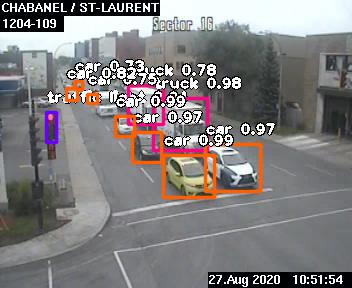 CHABANEL / ST-LAURENT
1204-109
Sector 16
car 0.73
car 0.82
truck 0.78
car 0.75
truck 0.98
car 0.99
car 0.97
car 0.97
car 0.99
27.Aug 2020 10:51:54